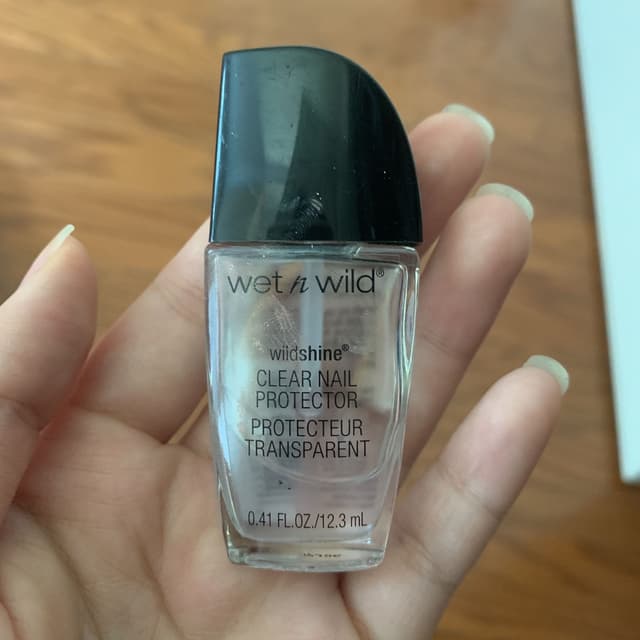 wet n wild®
wildshine®
CLEAR NAIL
PROTECTOR
PROTECTEUR
TRANSPARENT
0.41 FL.OZ./12.3 mL